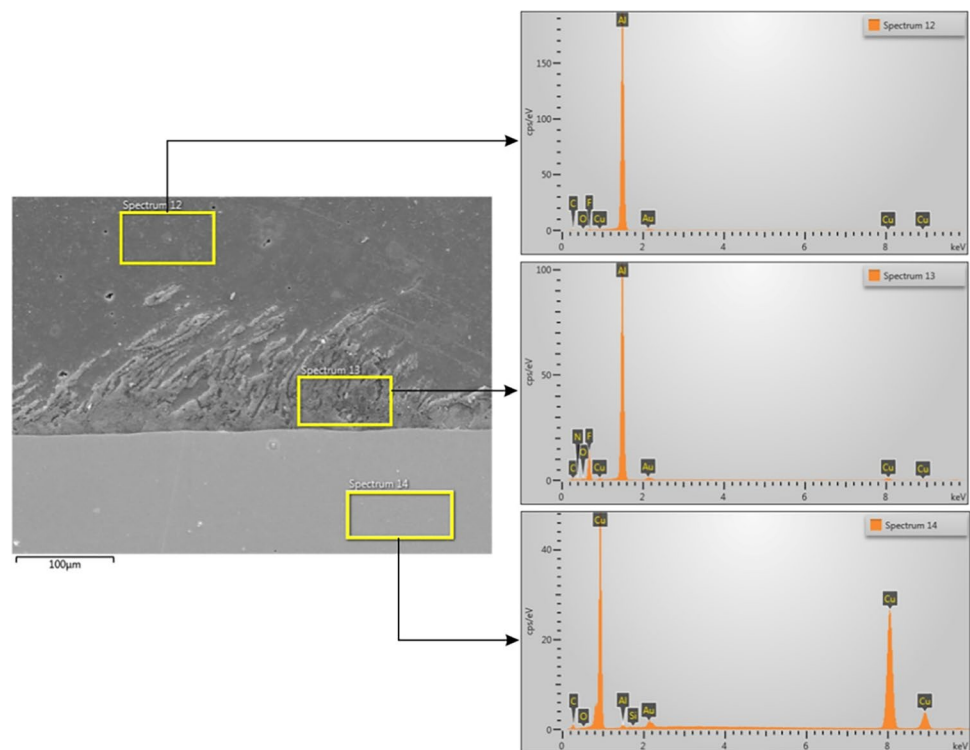 Spectrum 12
Spectrum 13
Spectrum 14
100µm
Spectrum 12
cps/eV
150
100
50
0
Al
C
O
F
Cu
Au
Cu
Cu
0 2 4 6 8 keV
Spectrum 13
cps/eV
100
50
0
Al
N
F
O
C
Cu
Au
Cu
Cu
0 2 4 6 8 keV
Spectrum 14
cps/eV
40
20
0
Cu
C
O
Al
Si
Au
Cu
Cu
0 2 4 6 8 keV